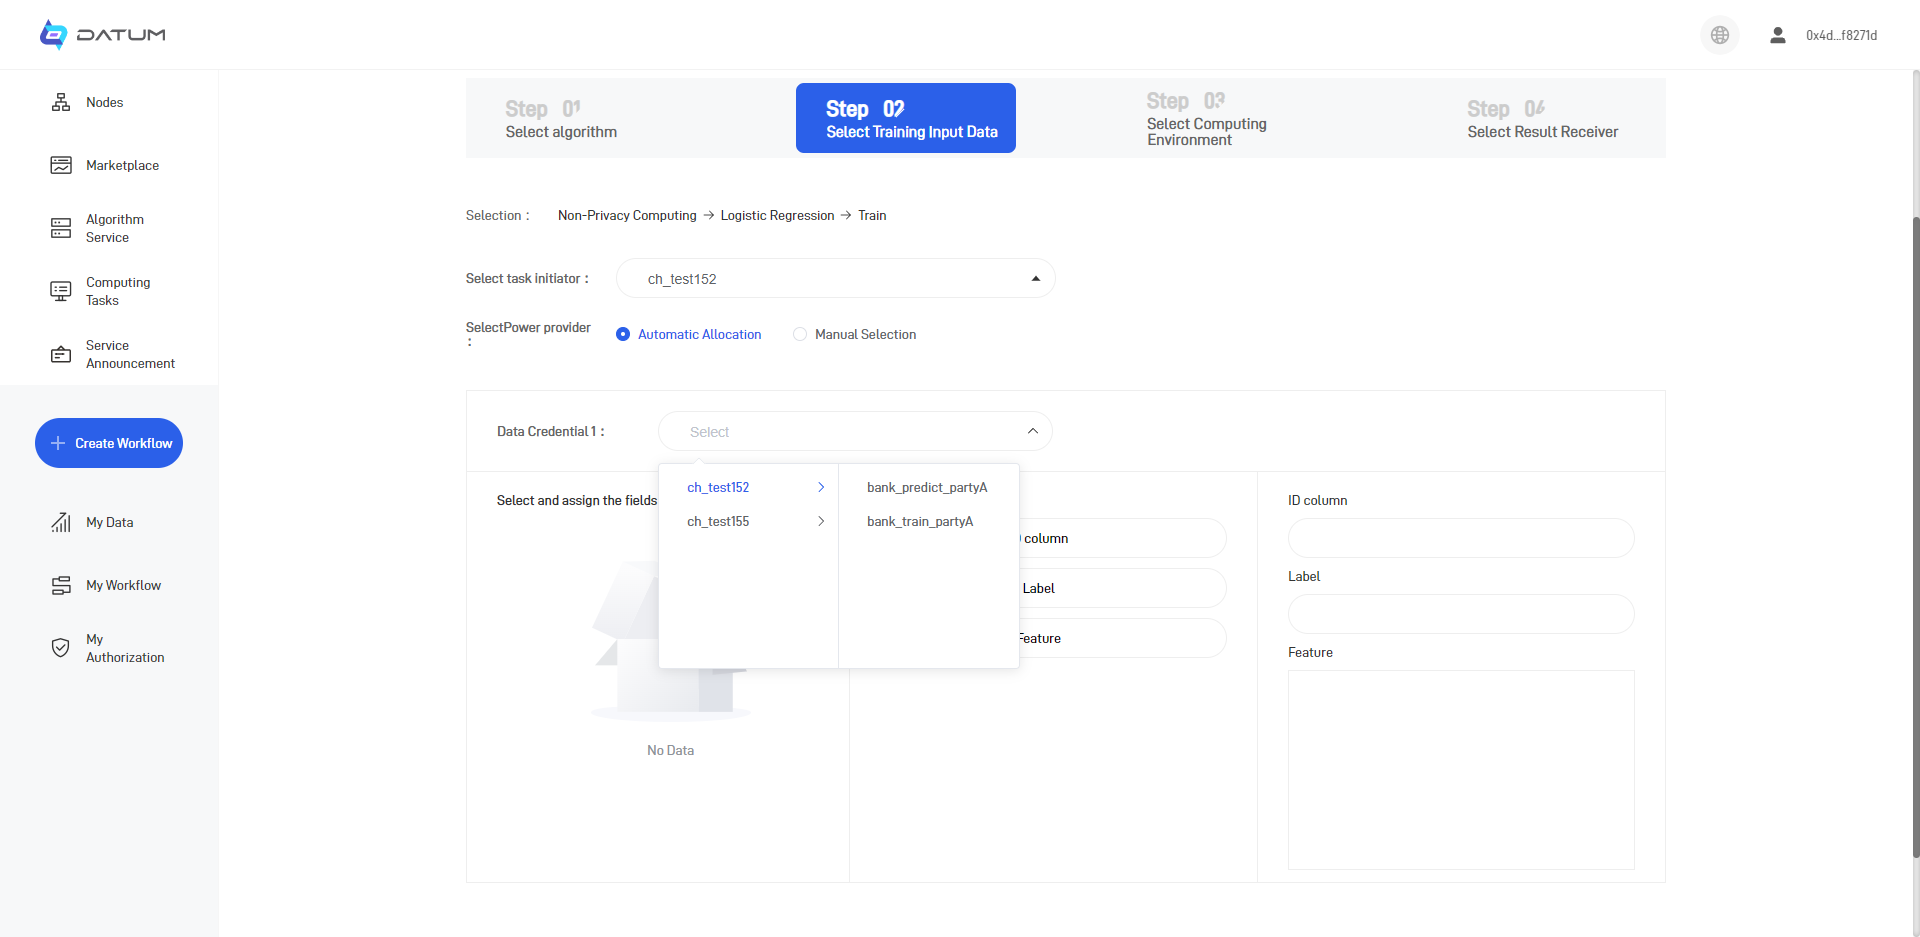 DATUM
0x4d...f8271d
Nodes
Marketplace
Algorithm
Service
Computing
Tasks
Service
Announcement
Create Workflow
My Data
My Workflow
My
Authorization
Step 01
Select algorithm
Step 02
Select Training Input Data
Step 03
Select Computing
Environment
Step 04
Select Result Receiver
Selection : Non-Privacy Computing → Logistic Regression → Train
Select task initiator : ch_test152
SelectPower provider
:
Automatic Allocation
Manual Selection
Data Credential 1 : Select
ch_test152
ch_test155
bank_predict_partyA
bank_train_partyA
Select and assign the fields
No Data
column
Label
Feature
ID column
Label
Feature